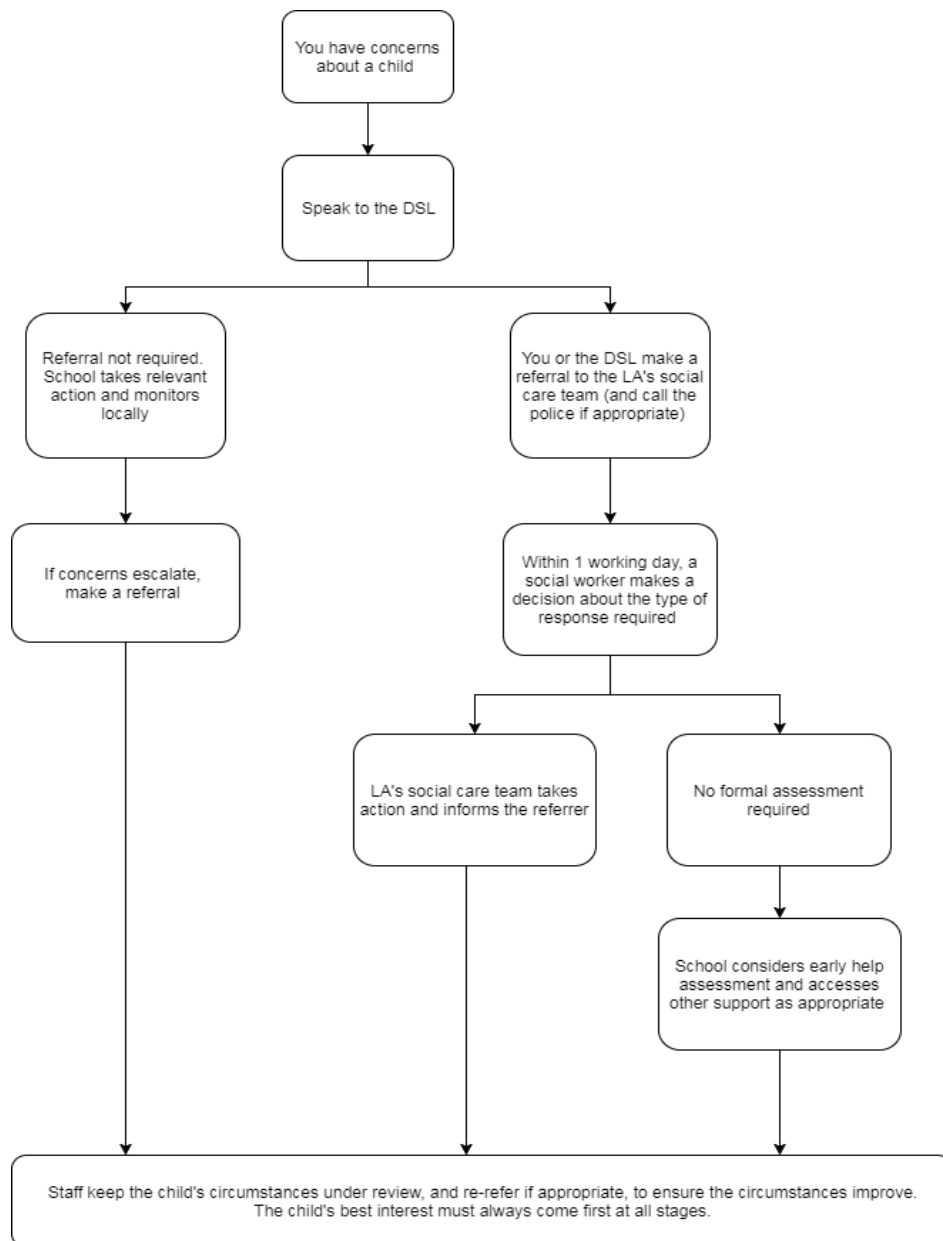 You have concerns
about a child
Speak to the DSL
Referral not required.
School takes relevant
action and monitors
locally
You or the DSL make a
referral to the LA's social
care team (and call the
police if appropriate)
If concerns escalate,
make a referral
Within 1 working day, a
social worker makes a
decision about the type of
response required
LA's social care team takes
action and informs the referrer
No formal assessment
required
School considers early help
assessment and accesses
other support as appropriate
Staff keep the child's circumstances under review, and re-refer if appropriate, to ensure the circumstances improve.
The child's best interest must always come first at all stages.